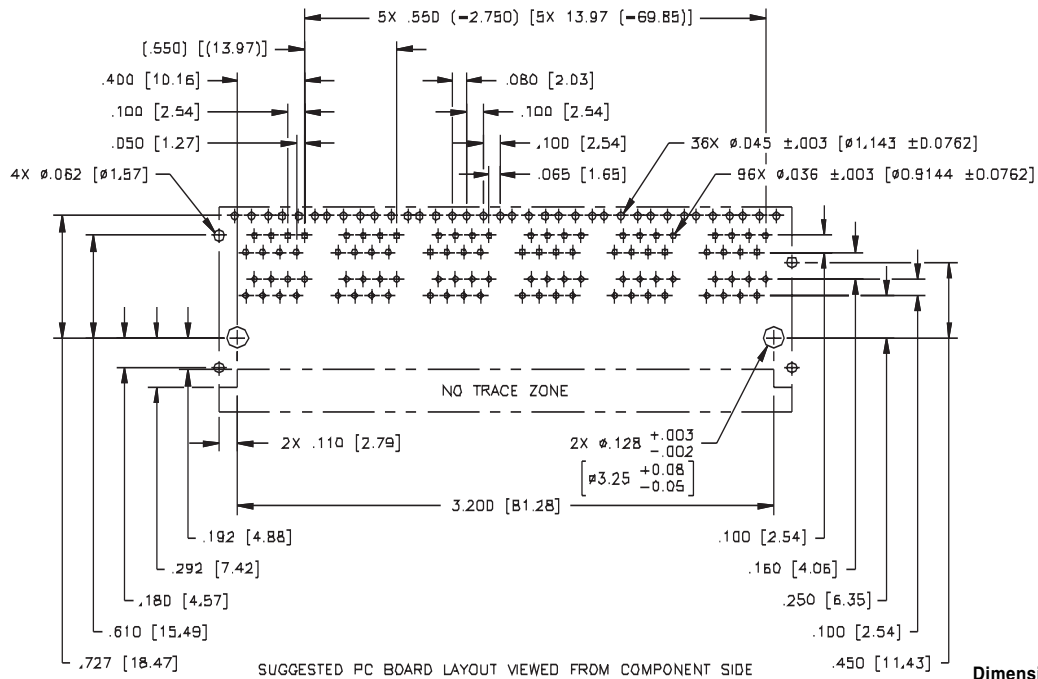 5X .550 (=2.750) [5X 13.97 (=69.85)]
(.550) [(13.97)]
.400 [10.16]
.080 [2.03]
.100 [2.54]
.100 [2.54]
.050 [1.27]
.100 [2.54]
36X ø.045 ±.003 [ø1.143 ±0.0762]
4X ø.062 [ø1.57]
.065 [1.65]
96X ø.036 ±.003 [ø0.9144 ±0.0762]
NO TRACE ZONE
2X .110 [2.79]
2X ø.128 +.003 -.002
[ø3.25 +0.08 -0.05]
3.200 [81.28]
.192 [4.88]
.100 [2.54]
.292 [7.42]
.160 [4.06]
.180 [4.57]
.250 [6.35]
.610 [15.49]
.100 [2.54]
.727 [18.47]
SUGGESTED PC BOARD LAYOUT VIEWED FROM COMPONENT SIDE
.450 [11.43]
Dimensi